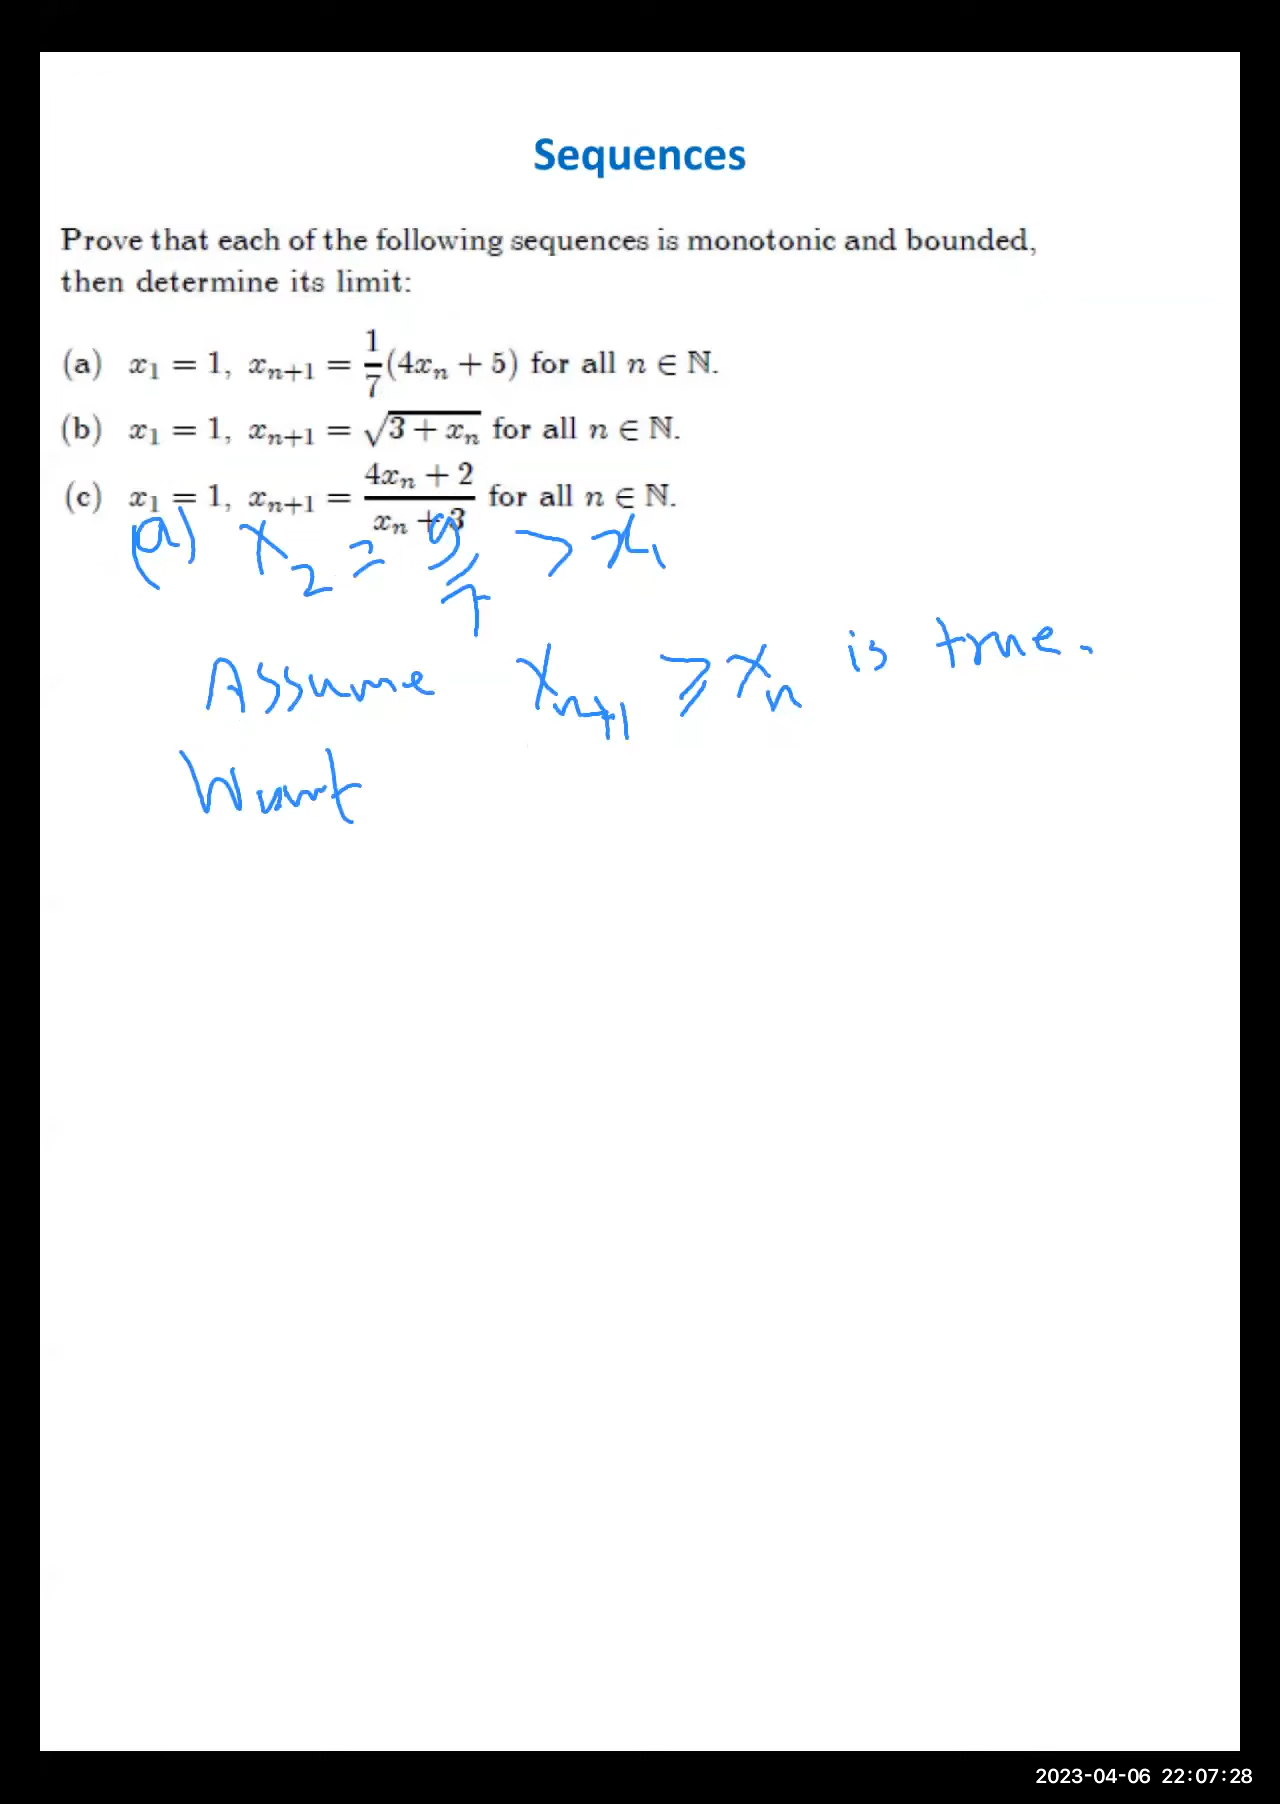 Sequences
Prove that each of the following sequences is monotonic and bounded,
then determine its limit:
(a) x₁ = 1, xₙ₊₁ = 1/7(4xₙ + 5) for all n ∈ ℕ.
(b) x₁ = 1, xₙ₊₁ = √(3 + xₙ) for all n ∈ ℕ.
(c) x₁ = 1, xₙ₊₁ = (4xₙ + 2)/(xₙ + 3) for all n ∈ ℕ.
(a) x₂ = 9/7 > x₁
Assume xₙ₊₁ ≥ xₙ is true.
Want
2023-04-06 22:07:28